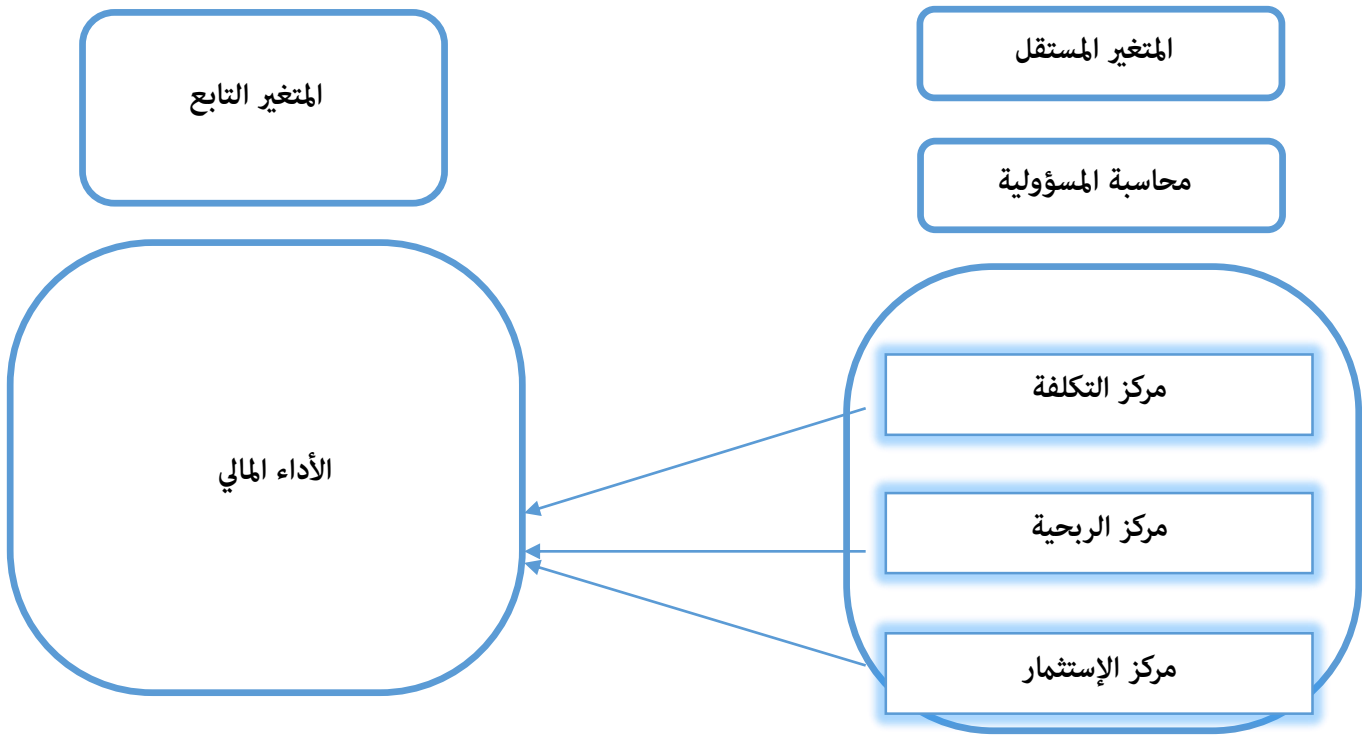 المتغير المستقل
المتغير التابع
محاسبة المسؤولية
مركز التكلفة
مركز الربحية
مركز الإستثمار
الأداء المالي